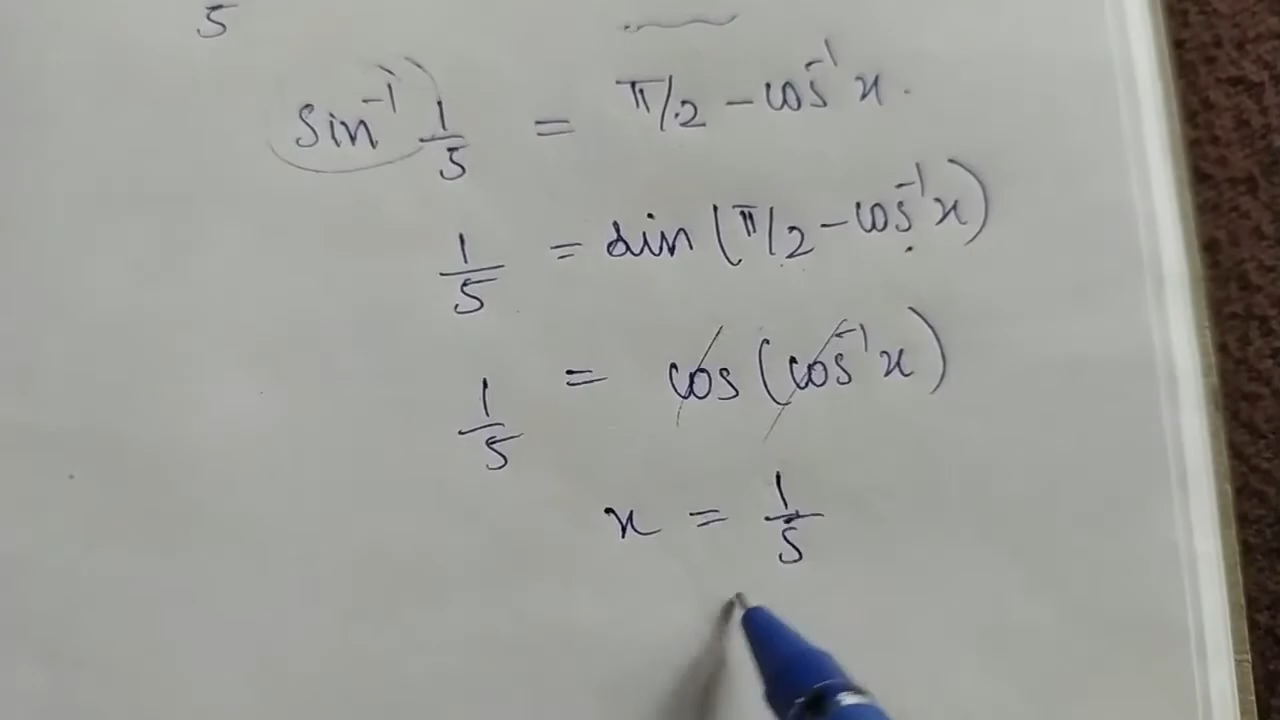 5
sin⁻¹ 1/5 = π/2 - cos⁻¹ x.
1/5 = sin (π/2 - cos⁻¹ x)
1/5 = cos (cos⁻¹ x)
x = 1/5